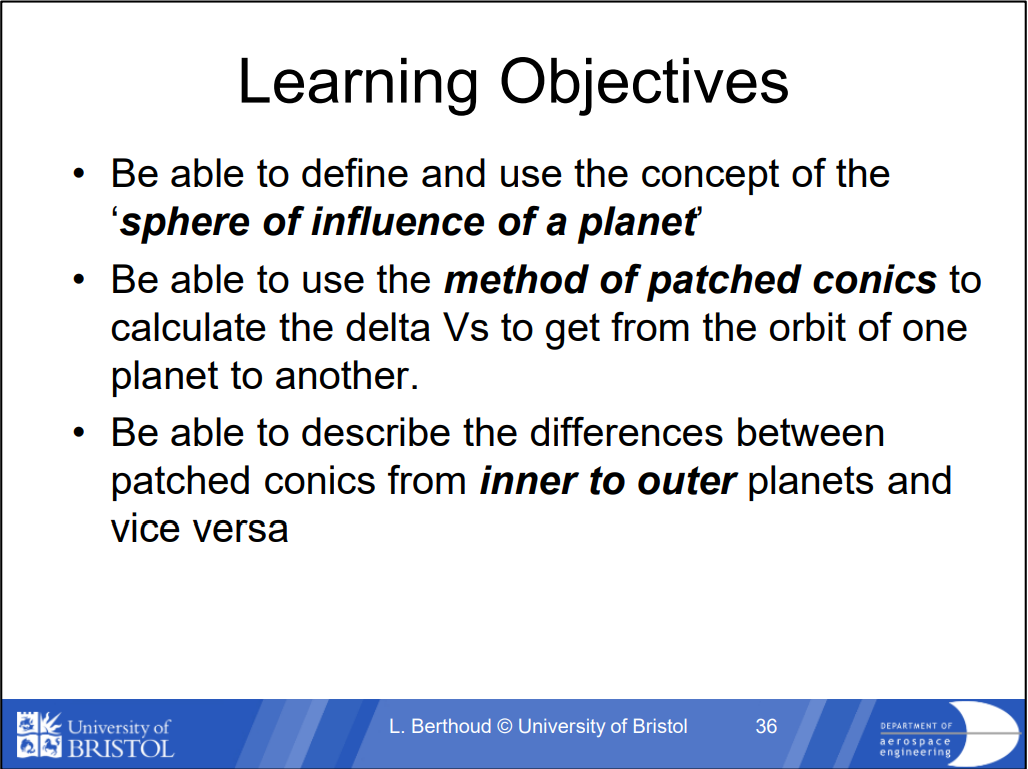 Learning Objectives
• Be able to define and use the concept of the
‘sphere of influence of a planet’
• Be able to use the method of patched conics to
calculate the delta Vs to get from the orbit of one
planet to another.
• Be able to describe the differences between
patched conics from inner to outer planets and
vice versa
University of
BRISTOL
L. Berthoud © University of Bristol
36
DEPARTMENT OF
aerospace
engineering